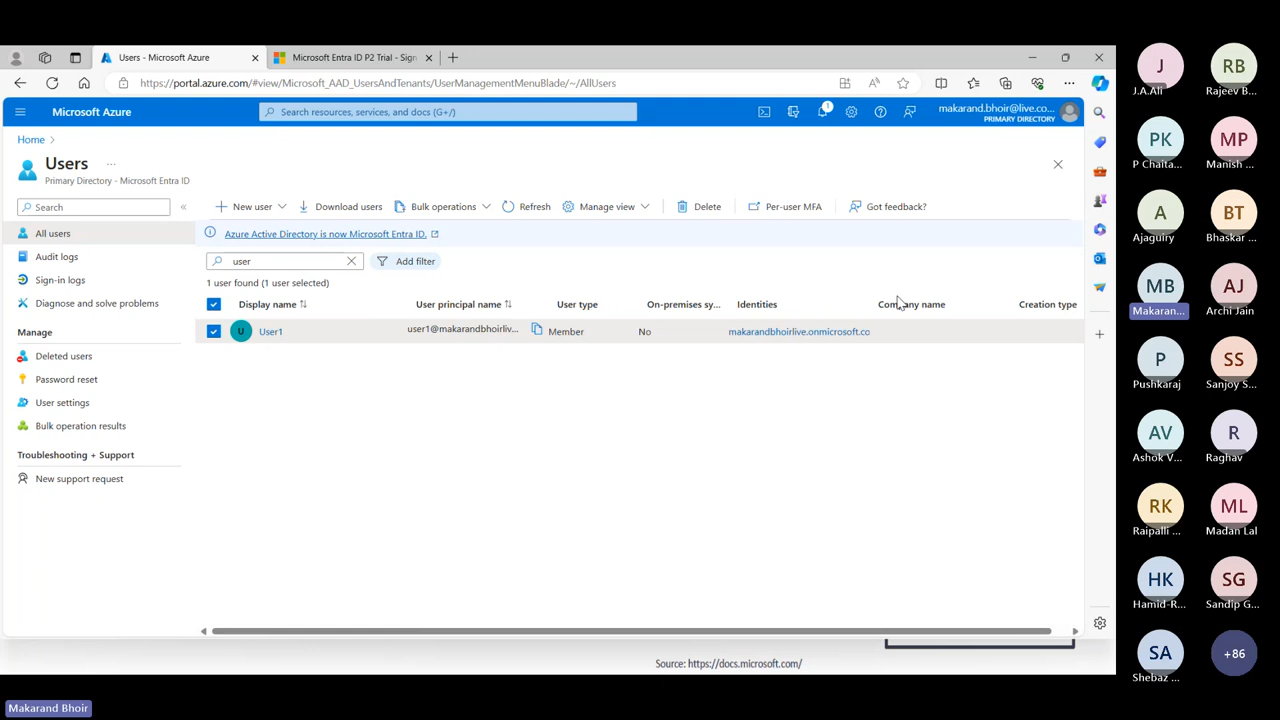 Users - Microsoft Azure
Microsoft Entra ID P2 Trial - Sign
https://portal.azure.com/#view/Microsoft_AAD_UsersAndTenants/UserManagementMenuBlade/~/AllUsers
Microsoft Azure
Search resources, services, and docs (G+/)
1
makarand.bhoir@live.co...
PRIMARY DIRECTORY
Home
Users
...
Primary Directory - Microsoft Entra ID
Search
New user
Download users
Bulk operations
Refresh
Manage view
Delete
Per-user MFA
Got feedback?
All users
Audit logs
Sign-in logs
Diagnose and solve problems
Manage
Deleted users
Password reset
User settings
Bulk operation results
Troubleshooting + Support
New support request
Azure Active Directory is now Microsoft Entra ID.
user
Add filter
1 user found (1 user selected)
Display name User principal name User type On-premises sy... Identities Company name Creation type
U User1 user1@makarandbhoirliv... Member No makarandbhoirlive.onmicrosoft.co
Source: https://docs.microsoft.com/
Makarand Bhoir
J RB
J.A.Ali Rajeev B...
PK MP
P Chaita... Manish ...
A BT
Ajaguiry Bhaskar ...
MB AJ
Makaran... Archi Jain
P SS
Pushkaraj Sanjoy S...
AV R
Ashok V... Raghav
RK ML
Raipalli ... Madan Lal
HK SG
Hamid-R... Sandip G...
SA +86
Shebaz ...